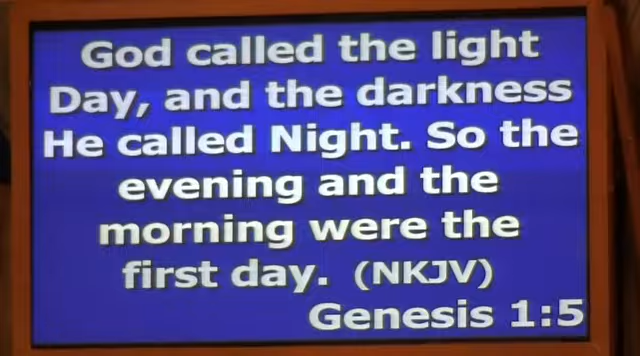 God called the light
Day, and the darkness
He called Night. So the
evening and the
morning were the
first day. (NKJV)
Genesis 1:5